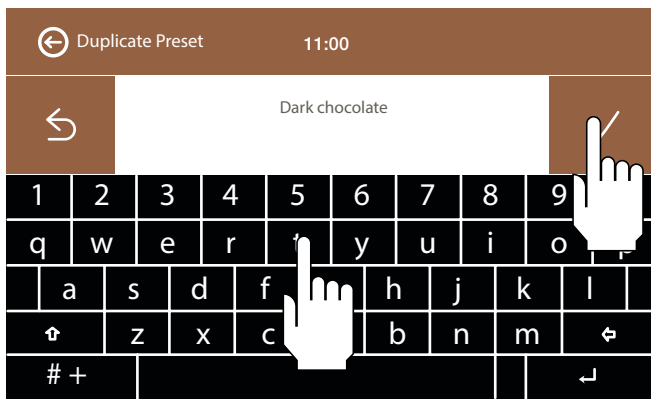 Duplicate Preset 11:00
Dark chocolate
1 2 3 4 5 6 7 8 9
q w e r t y u i o p
a s d f h j k l
z x c b n m
# +